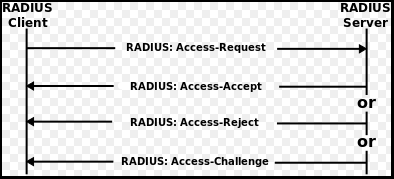 RADIUS Client
RADIUS Server
RADIUS: Access-Request
RADIUS: Access-Accept
or
RADIUS: Access-Reject
or
RADIUS: Access-Challenge